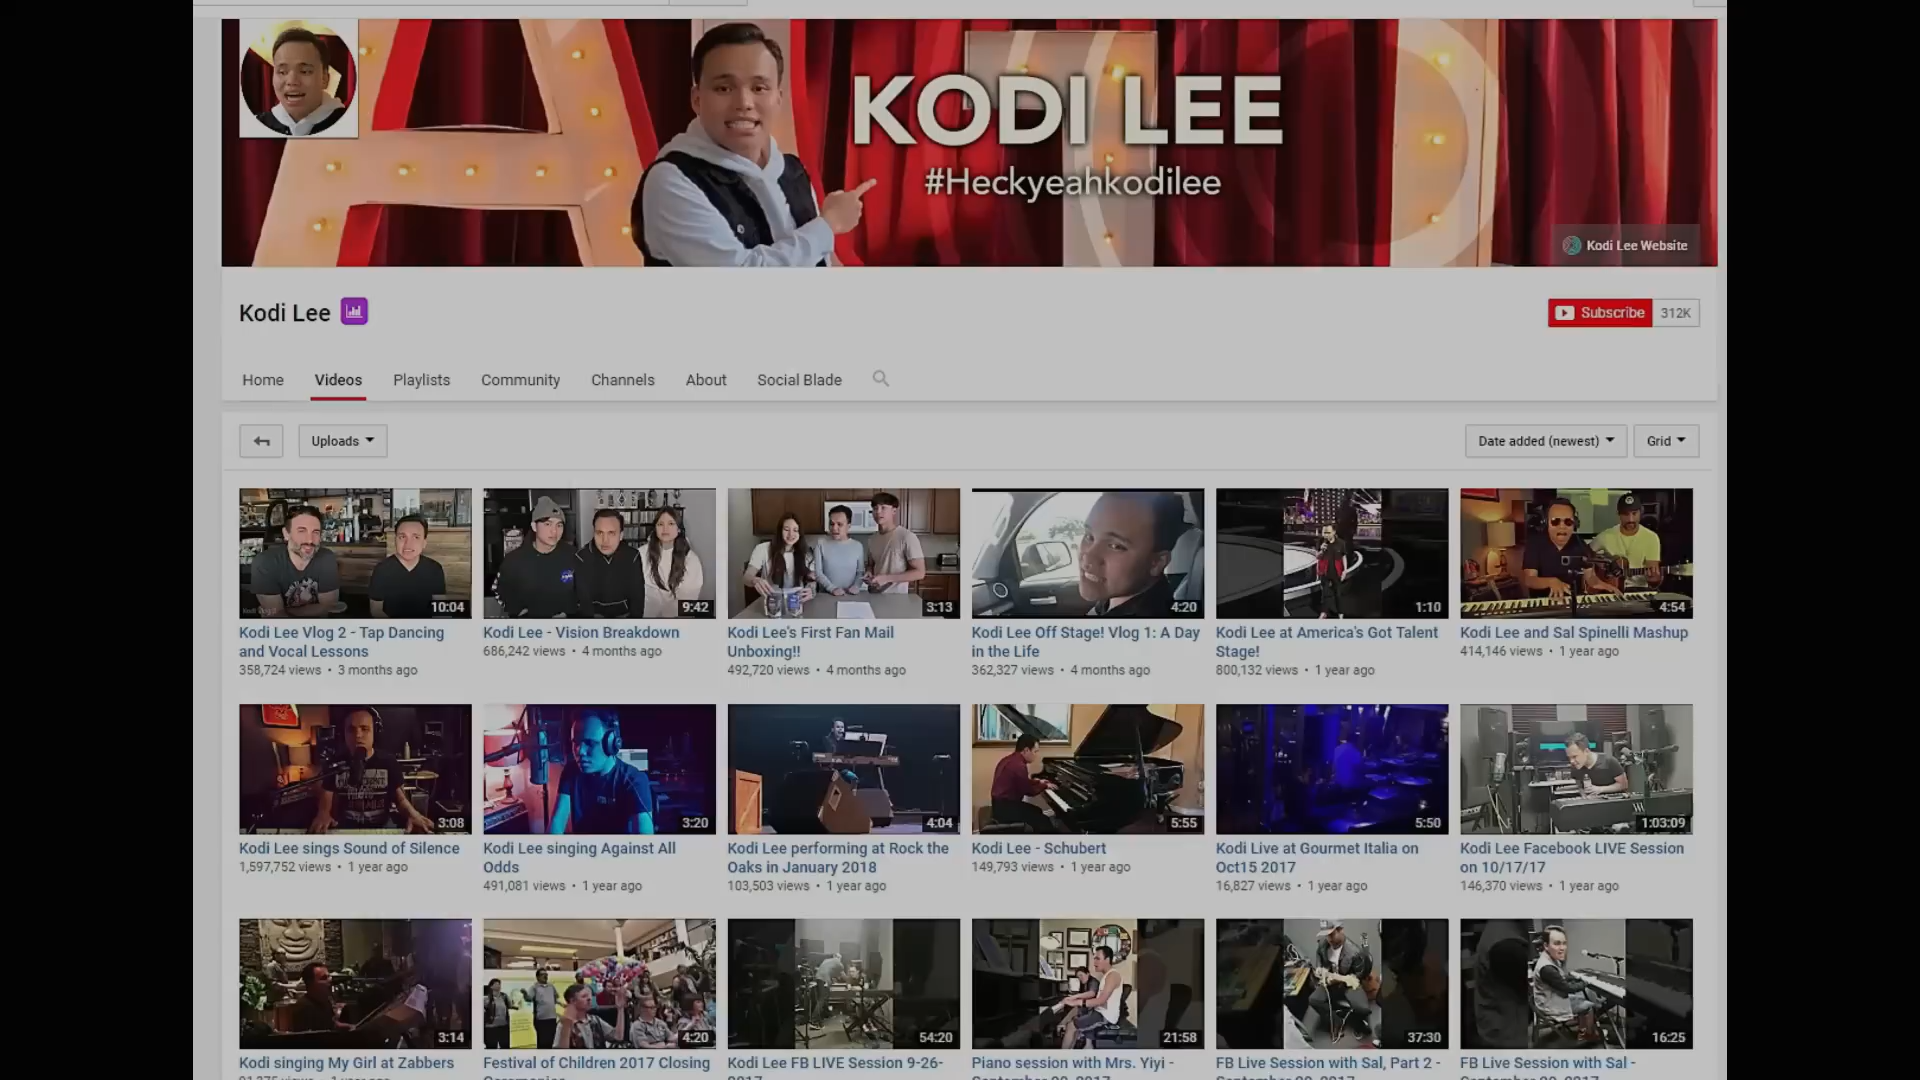 KODI LEE
#Heckyeahkodilee
Kodi Lee Website
Kodi Lee
Subscribe 312K
Home Videos Playlists Community Channels About Social Blade
Uploads Date added (newest) Grid
10:04 9:42 3:13 4:20 1:10 4:54
Kodi Lee Vlog 2 - Tap Dancing
and Vocal Lessons
358,724 views • 3 months ago
Kodi Lee - Vision Breakdown
686,242 views • 4 months ago
Kodi Lee's First Fan Mail
Unboxing!!
492,720 views • 4 months ago
Kodi Lee Off Stage! Vlog 1: A Day
in the Life
362,327 views • 4 months ago
Kodi Lee at America's Got Talent
Stage!
800,132 views • 1 year ago
Kodi Lee and Sal Spinelli Mashup
414,146 views • 1 year ago
3:08 3:20 4:04 5:55 5:50 1:03:09
Kodi Lee sings Sound of Silence
1,597,752 views • 1 year ago
Kodi Lee singing Against All
Odds
491,081 views • 1 year ago
Kodi Lee performing at Rock the
Oaks in January 2018
103,503 views • 1 year ago
Kodi Lee - Schubert
149,793 views • 1 year ago
Kodi Live at Gourmet Italia on
Oct15 2017
16,827 views • 1 year ago
Kodi Lee Facebook LIVE Session
on 10/17/17
146,370 views • 1 year ago
3:14 4:20 54:20 21:58 37:30 16:25
Kodi singing My Girl at Zabbers
Festival of Children 2017 Closing
Kodi Lee FB LIVE Session 9-26-
Piano session with Mrs. Yiyi -
FB Live Session with Sal, Part 2 -
FB Live Session with Sal -